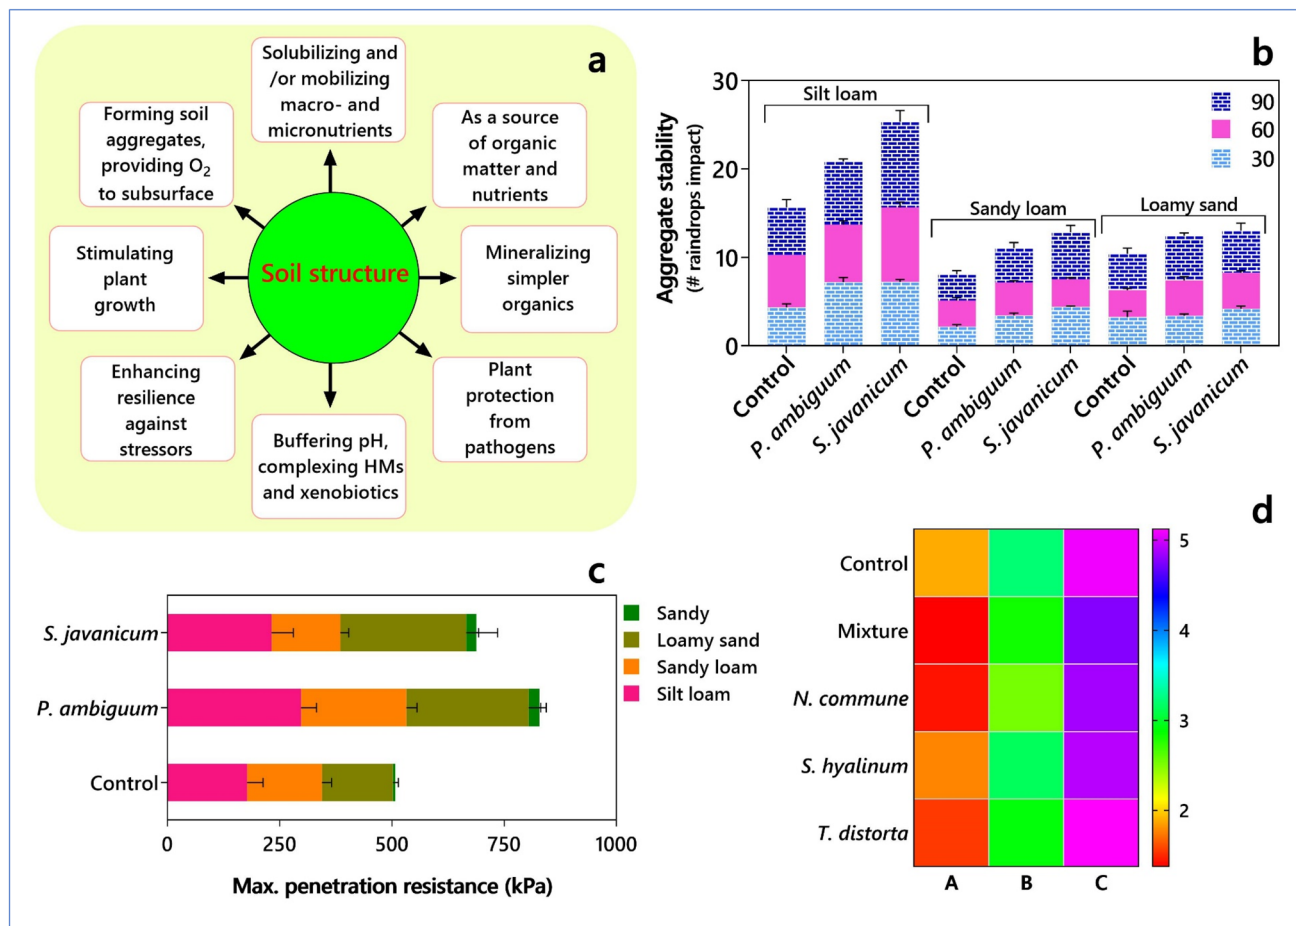 a
Solubilizing and
/or mobilizing
macro- and
micronutrients
Forming soil
aggregates,
providing O2
to subsurface
As a source
of organic
matter and
nutrients
Stimulating
plant
growth
Soil structure
Mineralizing
simpler
organics
Enhancing
resilience
against
stressors
Buffering pH,
complexing HMs
and xenobiotics
Plant
protection
from
pathogens
b
Aggregate stability
(# raindrops impact)
30
20
10
0
Silt loam
Sandy loam
Loamy sand
90
60
30
Control
P. ambiguum
S. javanicum
Control
P. ambiguum
S. javanicum
Control
P. ambiguum
S. javanicum
c
S. javanicum
P. ambiguum
Control
Sandy
Loamy sand
Sandy loam
Silt loam
0 250 500 750 1000
Max. penetration resistance (kPa)
d
Control
Mixture
N. commune
S. hyalinum
T. distorta
A B C
5
4
3
2